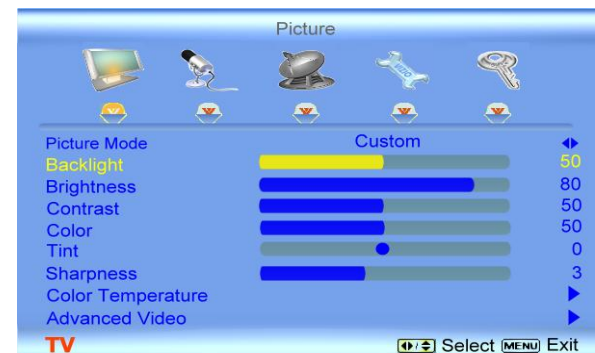 Picture
Picture Mode Custom
Backlight 50
Brightness 80
Contrast 50
Color 50
Tint 0
Sharpness 3
Color Temperature
Advanced Video
TV Select MENU Exit